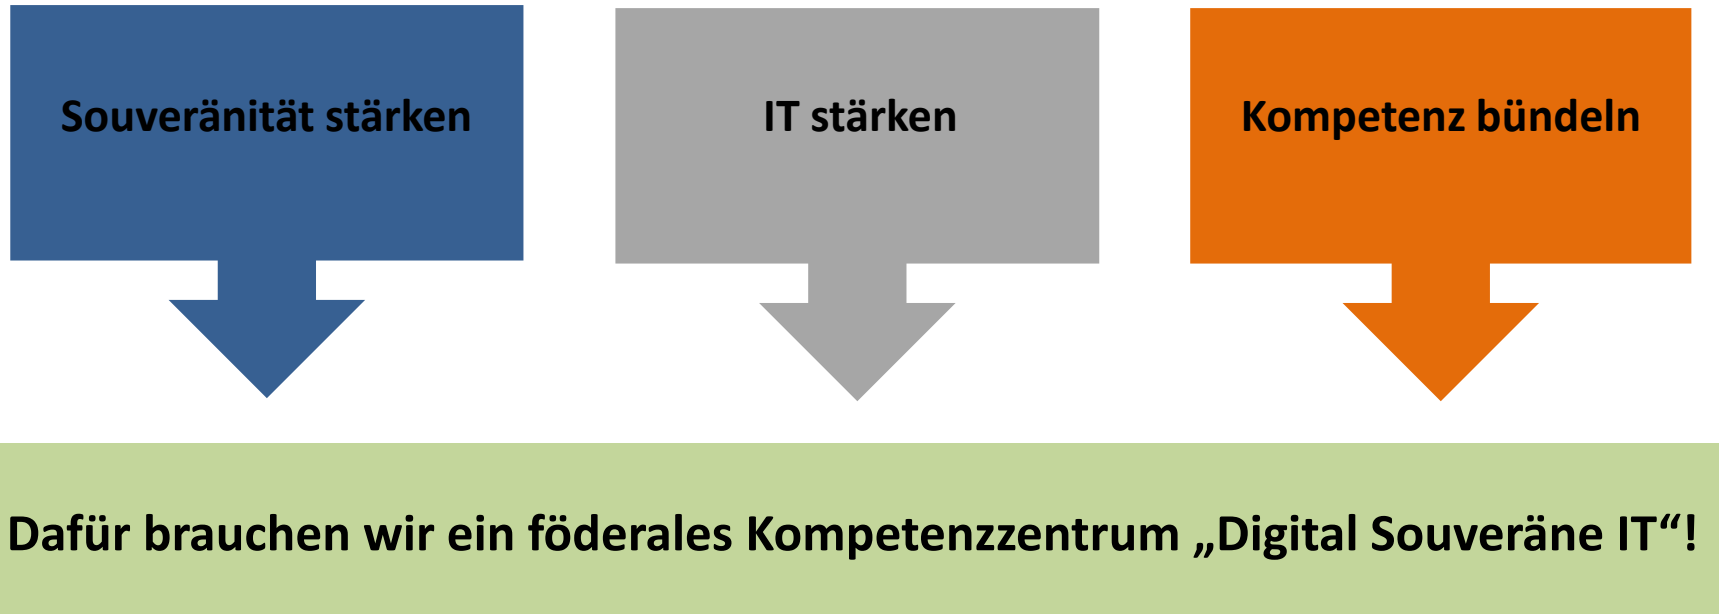 Souveränität stärken
IT stärken
Kompetenz bündeln
Dafür brauchen wir ein föderales Kompetenzzentrum „Digital Souveräne IT“!